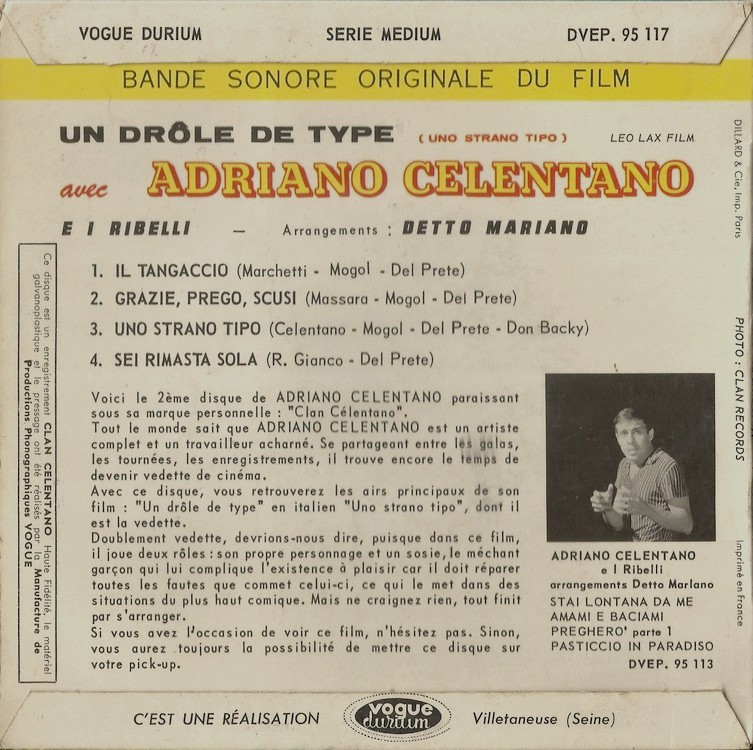 VOGUE DURIUM SERIE MEDIUM DVEP. 95 117
BANDE SONORE ORIGINALE DU FILM
UN DRÔLE DE TYPE ( UNO STRANO TIPO ) LEO LAX FILM
avec ADRIANO CELENTANO
E I RIBELLI — Arrangements : DETTO MARIANO
1. IL TANGACCIO (Marchetti - Mogol - Del Prete)
2. GRAZIE, PREGO, SCUSI (Massara - Mogol - Del Prete)
3. UNO STRANO TIPO (Celentano - Mogol - Del Prete - Don Backy)
4. SEI RIMASTA SOLA (R. Gianco - Del Prete)
Voici le 2ème disque de ADRIANO CELENTANO paraissant
sous sa marque personnelle : "Clan Célentano".
Tout le monde sait que ADRIANO CELENTANO est un artiste
complet et un travailleur acharné. Se partageant entre les galas,
les tournées, les enregistrements, il trouve encore le temps de
devenir vedette de cinéma.
Avec ce disque, vous retrouverez les airs principaux de son
film : "Un drôle de type" en italien "Uno strano tipo", dont il
est la vedette.
Doublement vedette, devrions-nous dire, puisque dans ce film,
il joue deux rôles : son propre personnage et un sosie, le méchant
garçon qui lui complique l'existence à plaisir car il doit réparer
toutes les fautes que commet celui-ci, ce qui le met dans des
situations du plus haut comique. Mais ne craignez rien, tout finit
par s'arranger.
Si vous avez l'occasion de voir ce film, n'hésitez pas. Sinon,
vous aurez toujours la possibilité de mettre ce disque sur
votre pick-up.
ADRIANO CELENTANO
e I Ribelli
arrangements Detto Mariano
STAI LONTANA DA ME
AMAMI E BACIAMI
PREGHERO' parte 1
PASTICCIO IN PARADISO
DVEP. 95 113
Ce disque est un enregistrement CLAN CELENTANO Haute Fidélité, le matériel
galvanoplastique et le pressage ont été réalisés par la Manufacture de
Productions Phonographiques VOGUE
DILLARD & Cie, Imp. Paris
PHOTO : CLAN RECORDS
Imprimé en France
C'EST UNE RÉALISATION vogue durium Villetaneuse (Seine)